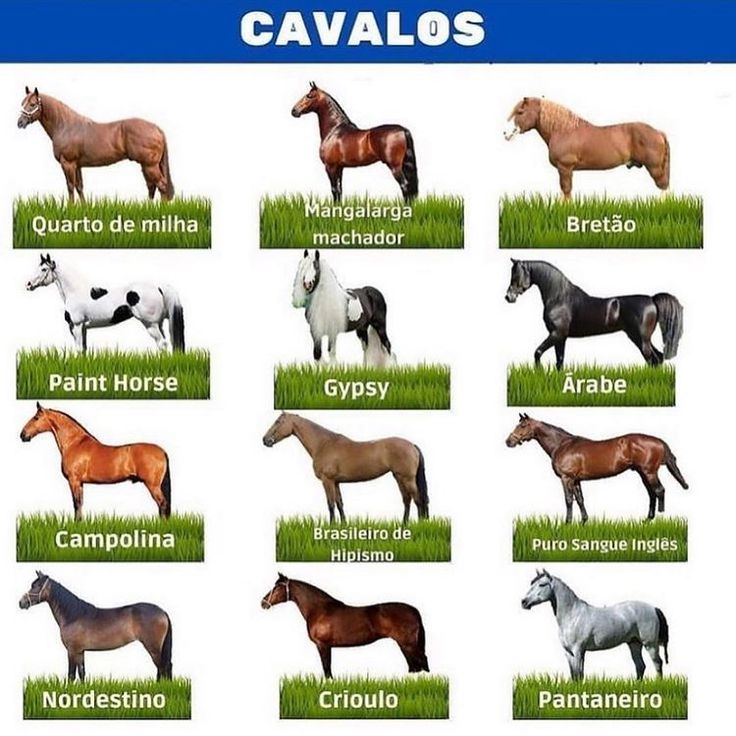 CAVALOS
Quarto de milha
Mangalarga
machador
Bretão
Paint Horse
Gypsy
Árabe
Campolina
Brasileiro de
Hipismo
Puro Sangue Inglês
Nordestino
Crioulo
Pantaneiro